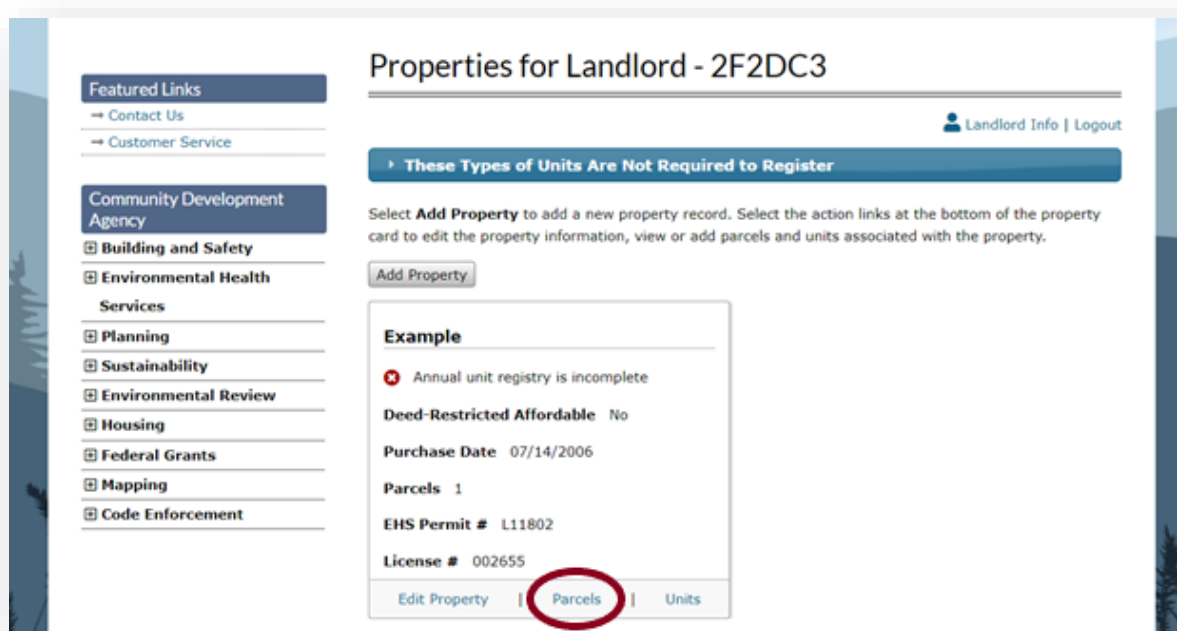 Properties for Landlord - 2F2DC3
Featured Links
→ Contact Us
→ Customer Service
Landlord Info | Logout
These Types of Units Are Not Required to Register
Community Development
Agency
Building and Safety
Environmental Health
Services
Planning
Sustainability
Environmental Review
Housing
Federal Grants
Mapping
Code Enforcement
Select Add Property to add a new property record. Select the action links at the bottom of the property
card to edit the property information, view or add parcels and units associated with the property.
Add Property
Example
Annual unit registry is incomplete
Deed-Restricted Affordable No
Purchase Date 07/14/2006
Parcels 1
EHS Permit # L11802
License # 002655
Edit Property | Parcels | Units